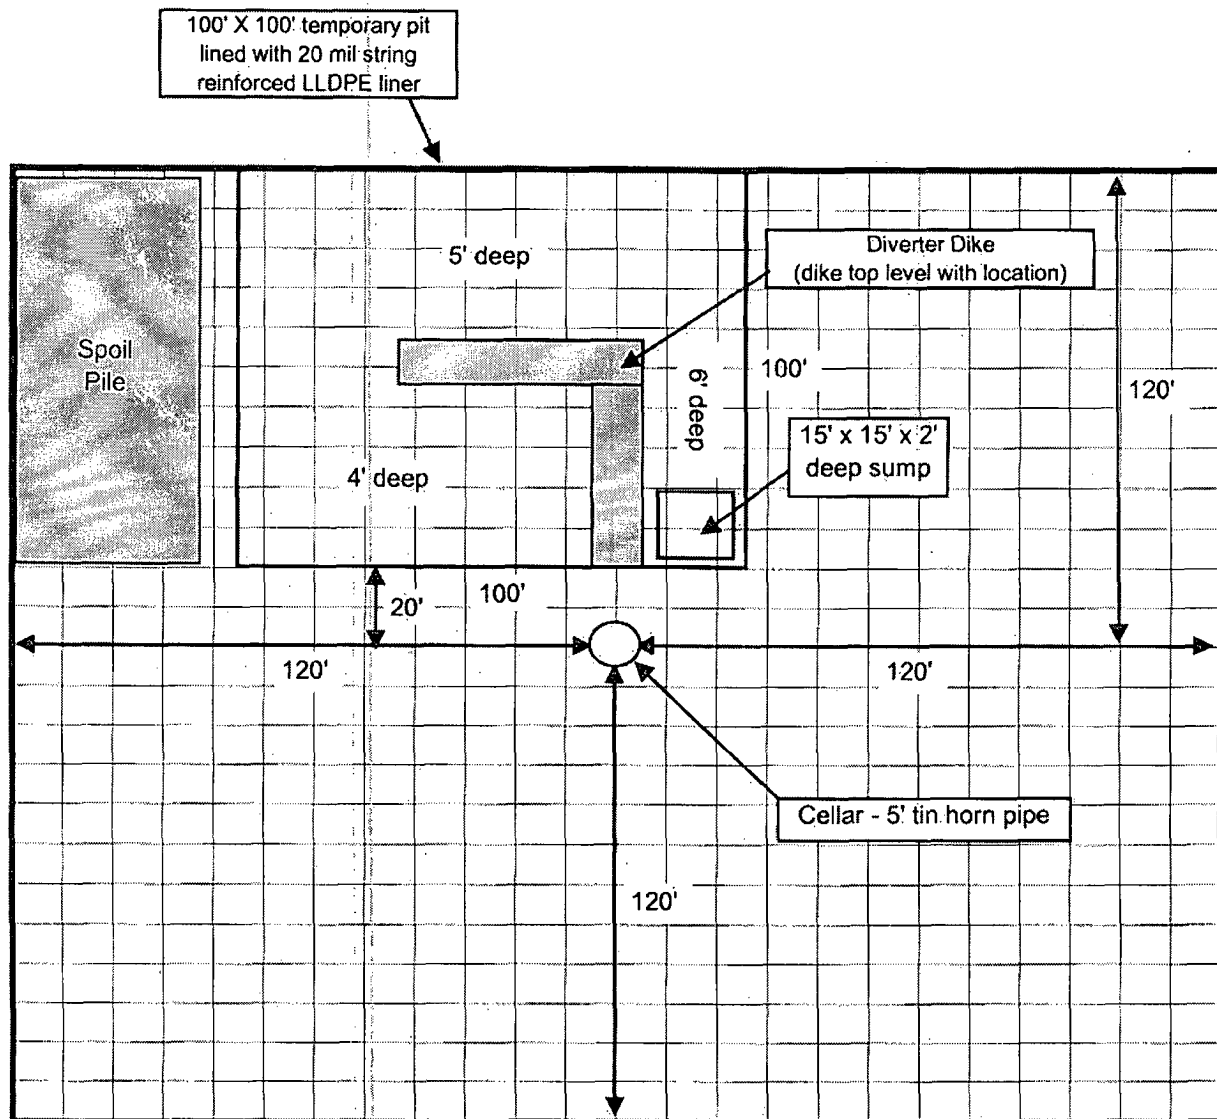 100' X 100' temporary pit
lined with 20 mil string
reinforced LLDPE liner
5' deep
Diverter Dike
(dike top level with location)
Spoil
Pile
6' deep
100'
120'
15' x 15' x 2'
deep sump
4' deep
20'
100'
120'
120'
Cellar - 5' tin horn pipe
120'